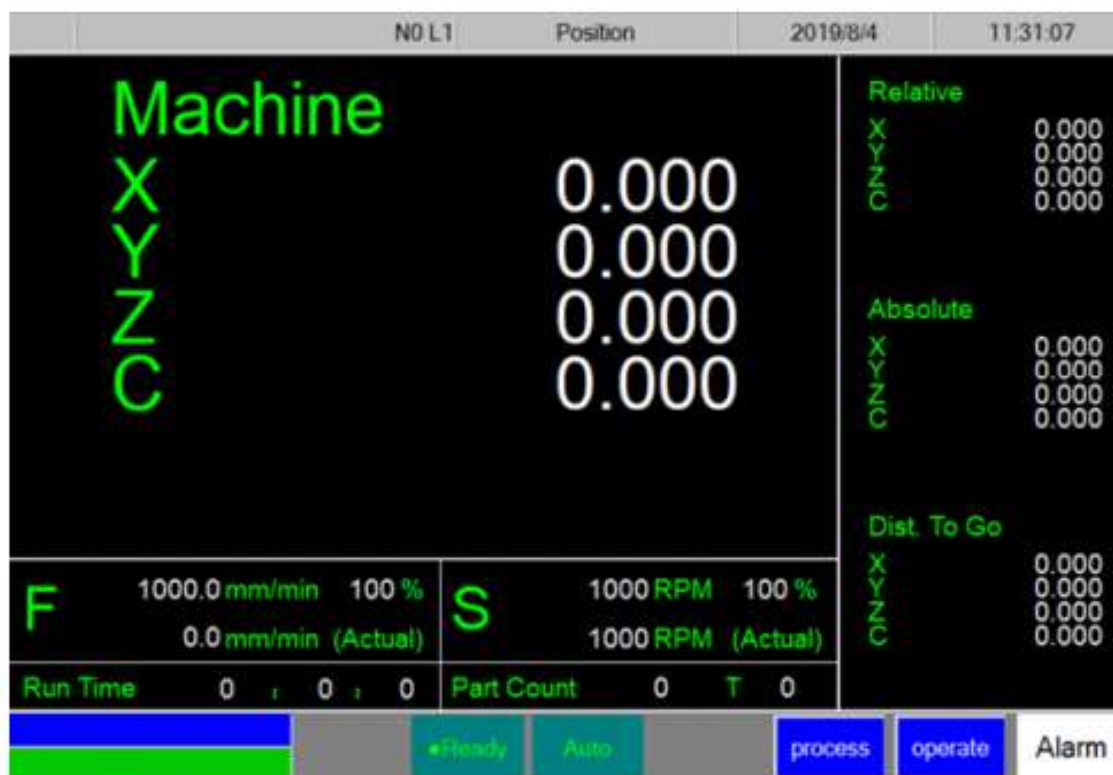 N0 L1 Position 2019/8/4 11:31:07
Machine
X 0.000
Y 0.000
Z 0.000
C 0.000
Relative
X 0.000
Y 0.000
Z 0.000
C 0.000
Absolute
X 0.000
Y 0.000
Z 0.000
C 0.000
Dist. To Go
X 0.000
Y 0.000
Z 0.000
C 0.000
F 1000.0 mm/min 100 %
0.0 mm/min (Actual)
S 1000 RPM 100 %
1000 RPM (Actual)
Run Time 0 : 0 : 0
Part Count 0 T 0
•Ready Auto process operate Alarm